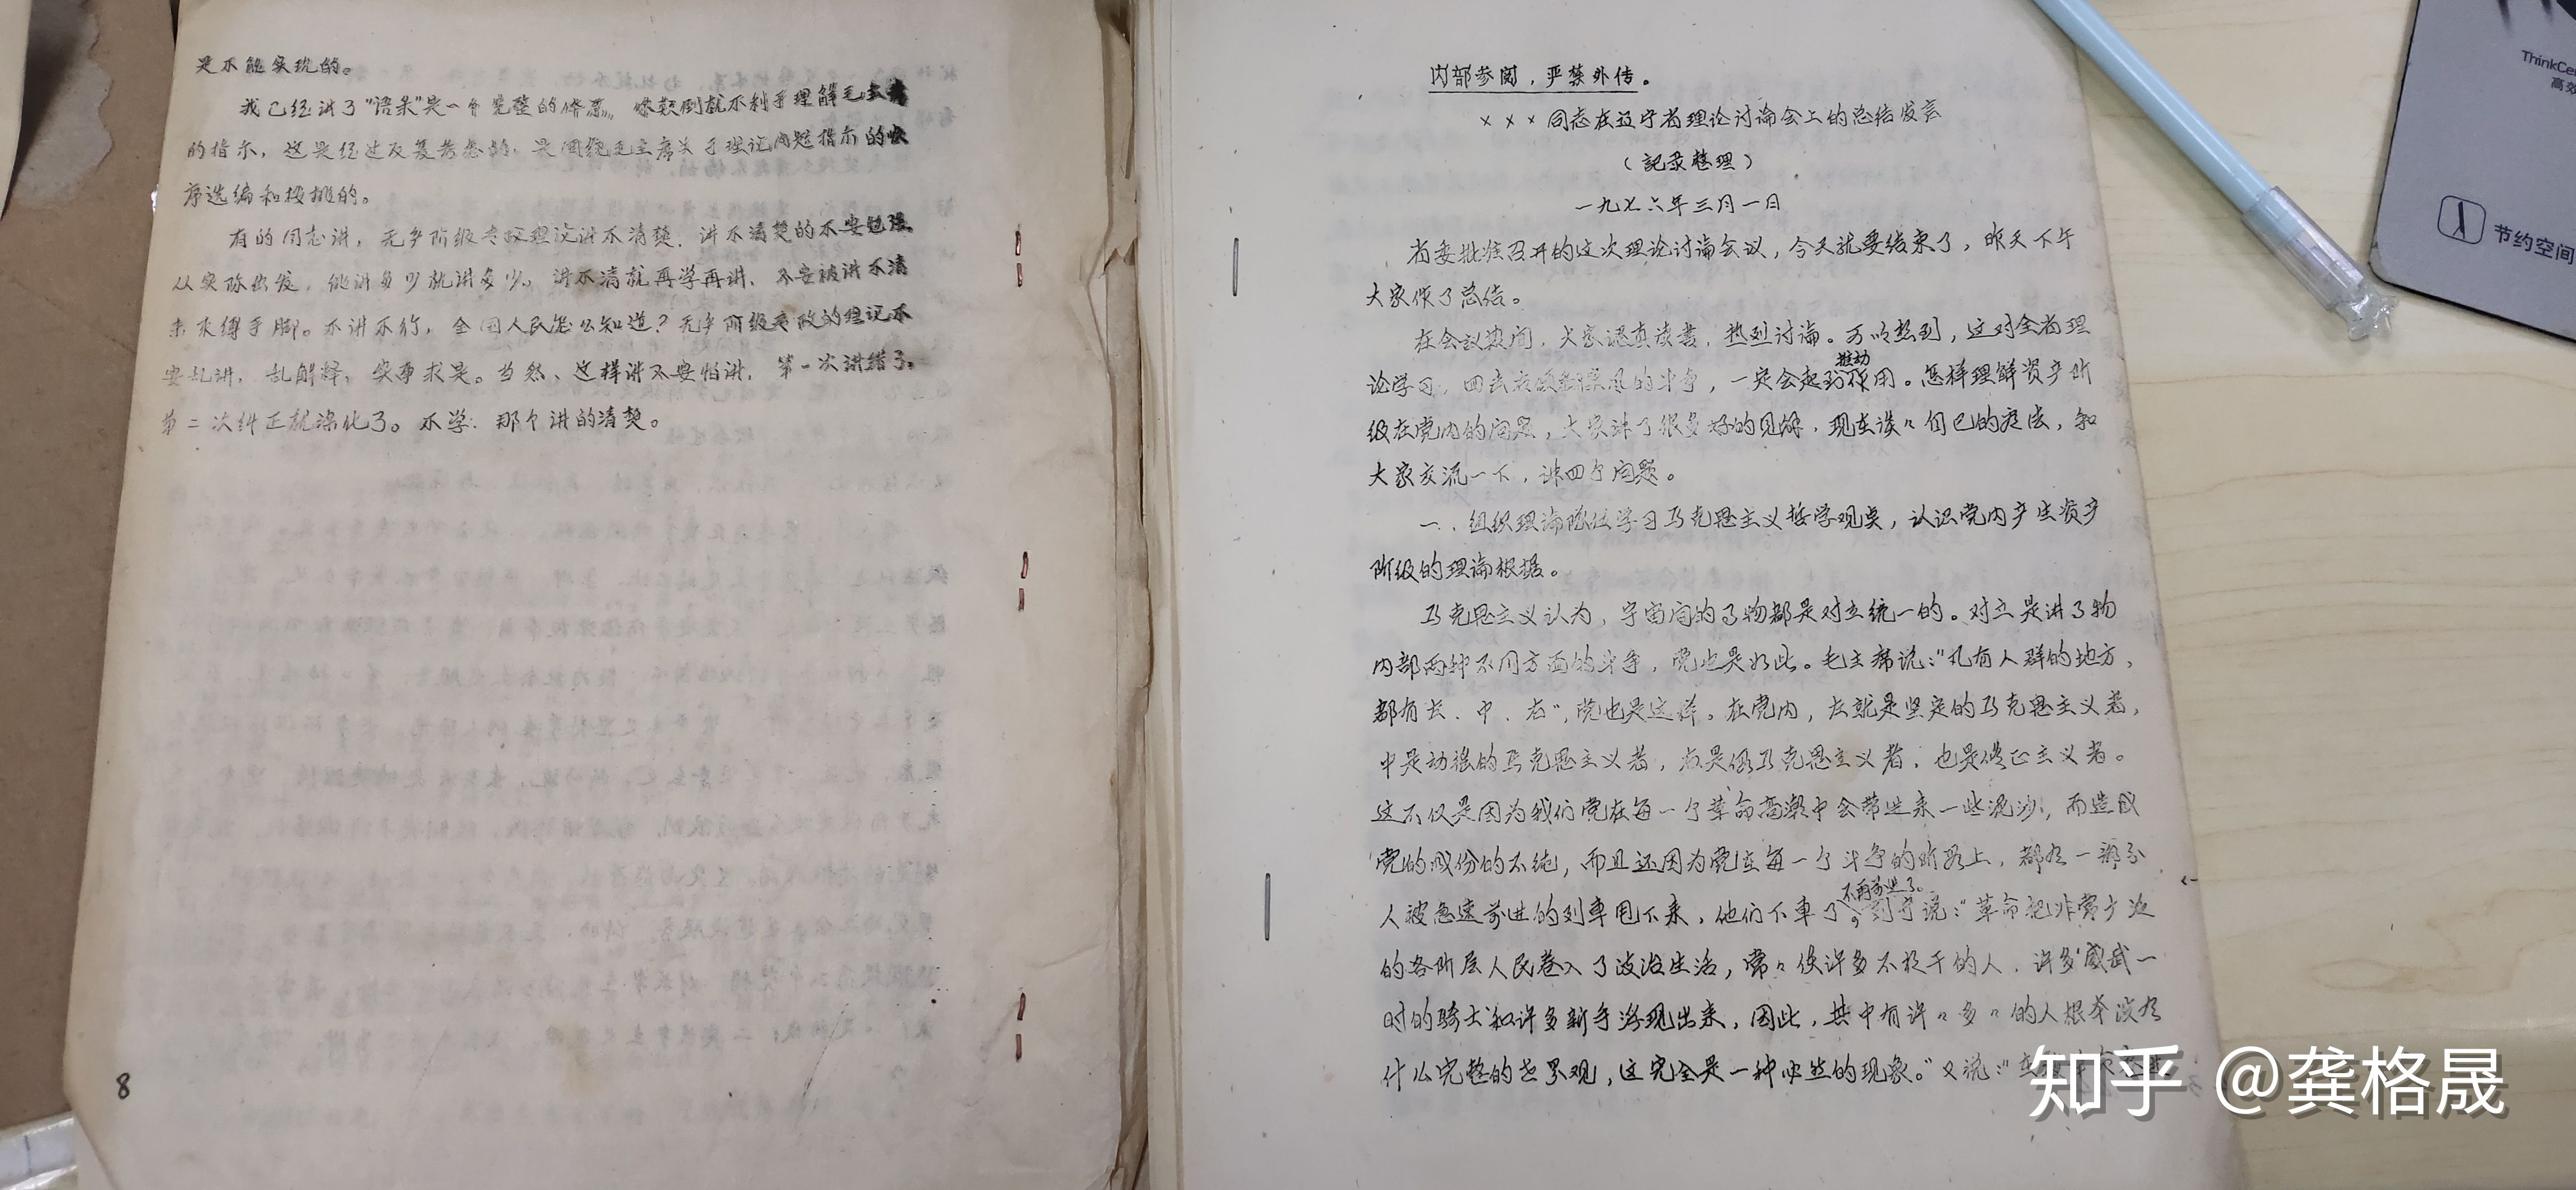 是不能实现的。
我已经讲了"语录"是一个完整的体系。 颠倒就不利于理解毛主席
的指示，这是经过反复考虑的，是围绕毛主席关于理论问题指示的
序选编和安排的。
有的同志讲，无产阶级专政理论讲不清楚，讲不清楚的不要勉强。
从实际出发，能讲多少就讲多少，讲不清就再学再讲，不要被讲不清
束缚手脚。不讲不行，全国人民怎么知道？无产阶级专政的理论不
要乱讲，乱解释，实事求是。当然、这样讲不要怕讲，第一次讲错了，
第二次纠正就深化了。不学：那个讲的清楚。
8
内部参阅，严禁外传。
×××同志在辽宁省理论讨论会上的总结发言
（記录整理）
一九七六年三月一日
省委批准召开的这次理论讨论会议，今天就要结束了，昨天下午
大家作了总结。
在会议期间，大家认真读书，热烈讨论。可以想到，这对全省理
论学习，回击右倾翻案风的斗争，一定会起到推动作用。怎样理解资产阶
级在党内的问题，大家讲了很多好的见解，现在谈々自己的想法，和
大家交流一下，讲四个问题。
一、组织理論队伍学习马克思主义哲学观点，认识党内产生资产
阶级的理論根据。
马克思主义认为，宇宙间的事物都是对立统一的。对立是讲事物
内部两种不同方面的斗争，党也是如此。毛主席说："凡有人群的地方，
都有左、中、右"，党也是这样。在党内，左就是坚定的马克思主义者，
中是动摇的马克思主义者，右是假马克思主义者，也是修正主义者。
这不仅是因为我们党在每一个革命高潮中会带进来一些泥沙，而造成
党的成份的不纯，而且还因为党在每一个斗争的阶段上，都有一部分
人被急速前进的列车甩下来，他们下車了，不再前进了。列宁说："革命把非常广泛
的各阶层人民卷入了政治生活，常々使许多不称干的人，许多'威武一
时的骑士'和许多新手浮现出来，因此，其中有许々多々的人根本没有
什么完整的世界观，这完全是一种必然的现象。"又说："
知乎 @龚格晟
ThinkCe
高效
节约空间